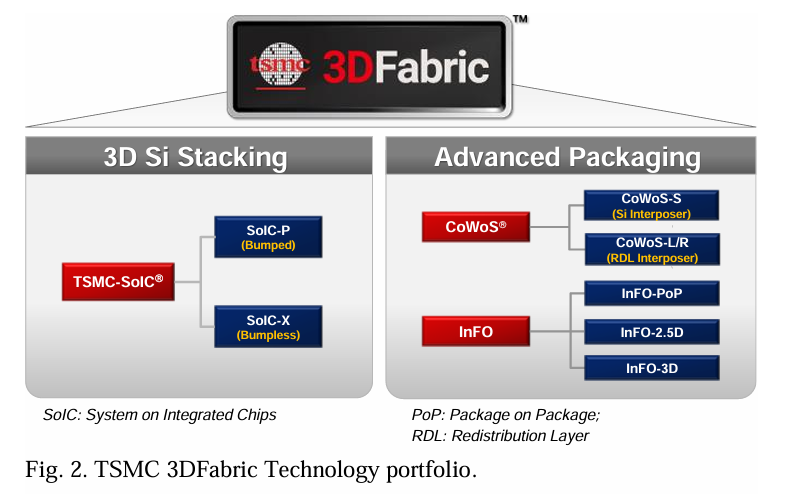 tsmc 3DFabric™
3D Si Stacking
TSMC-SoIC®
SoIC-P
(Bumped)
SoIC-X
(Bumpless)
SoIC: System on Integrated Chips
Advanced Packaging
CoWoS®
CoWoS-S
(Si Interposer)
CoWoS-L/R
(RDL Interposer)
InFO
InFO-PoP
InFO-2.5D
InFO-3D
PoP: Package on Package;
RDL: Redistribution Layer
Fig. 2. TSMC 3DFabric Technology portfolio.